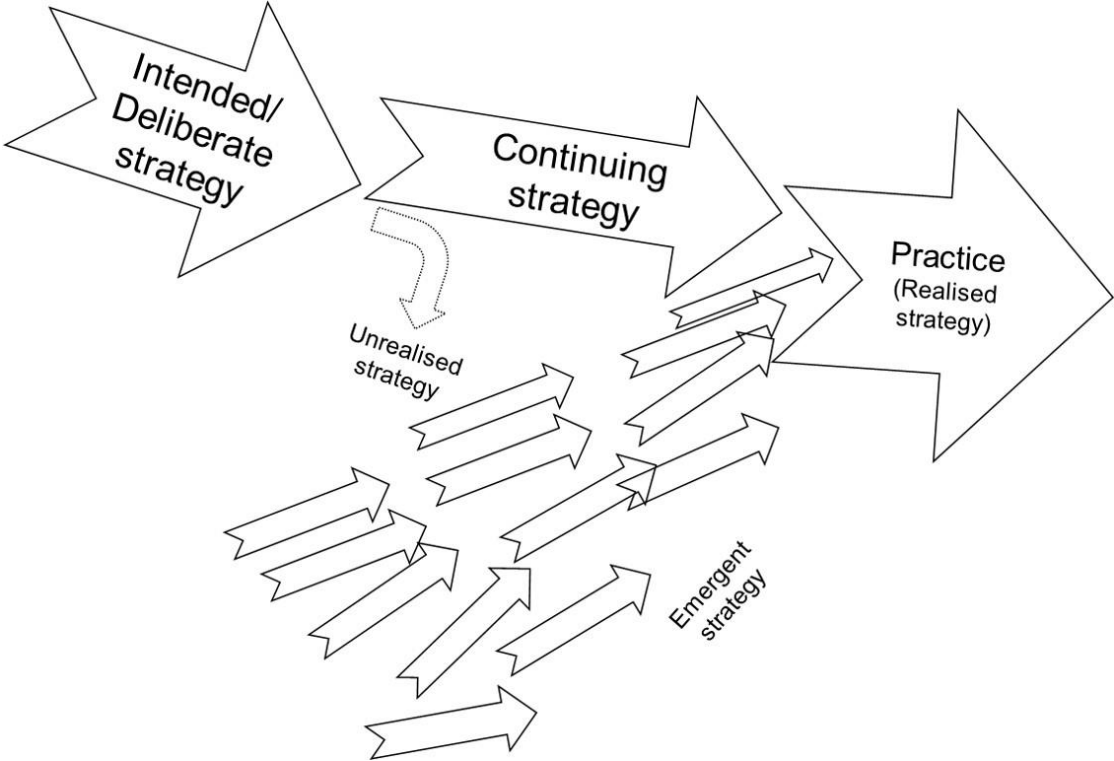 Intended/
Deliberate
strategy
Continuing
strategy
Practice
(Realised
strategy)
Unrealised
strategy
Emergent
strategy